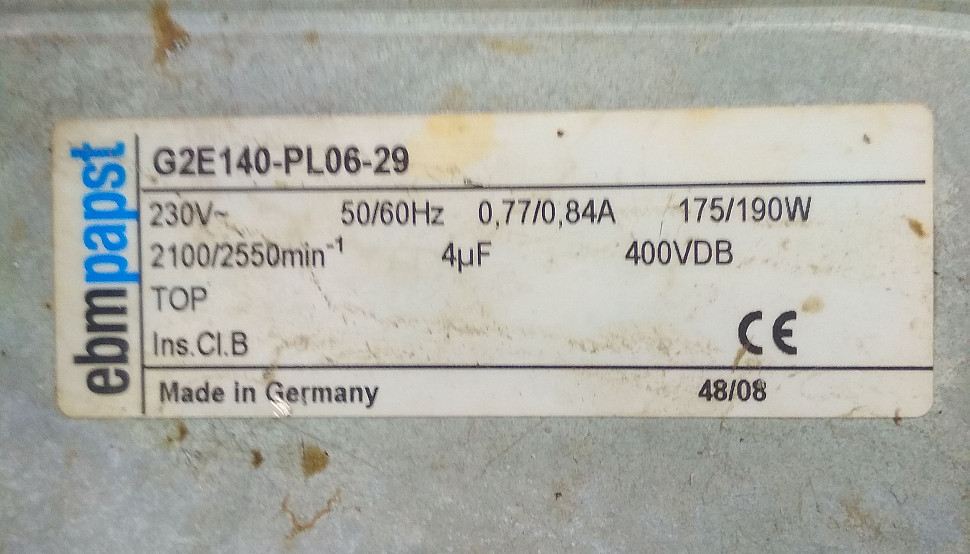 ebmpapst
G2E140-PL06-29
230V~ 50/60Hz 0,77/0,84A 175/190W
2100/2550min⁻¹ 4µF 400VDB
TOP
Ins.Cl.B CE
Made in Germany 48/08